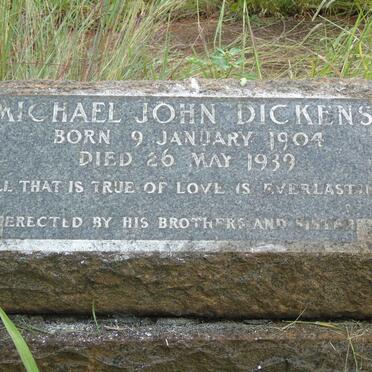 MICHAEL JOHN DICKENS
BORN 9 JANUARY 1904
DIED 26 MAY 1939
LL THAT IS TRUE OF LOVE IS EVERLASTIN
ERECTED BY HIS BROTHERS AND SISTER